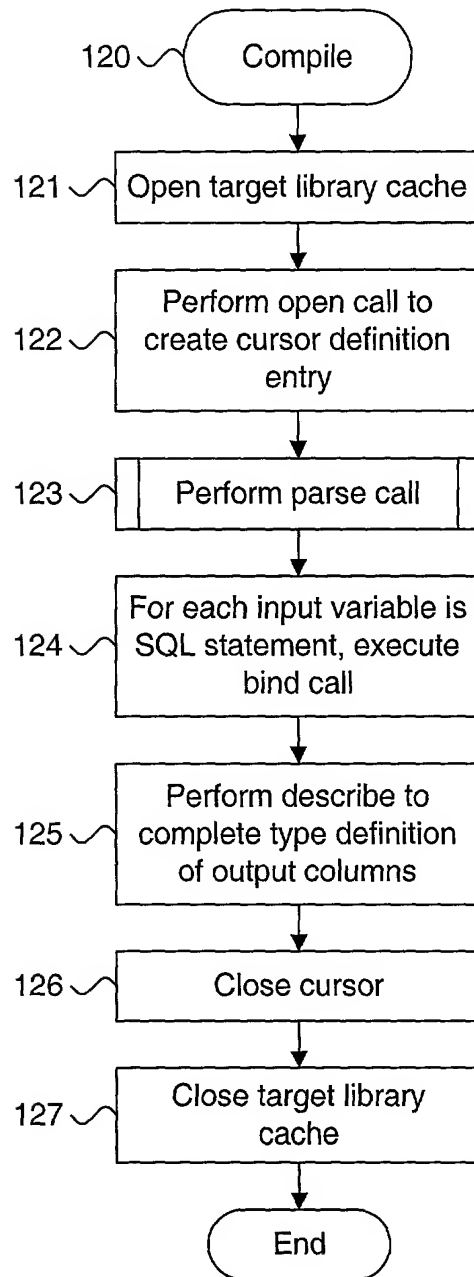 120 Compile
121 Open target library cache
122 Perform open call to
create cursor definition
entry
123 Perform parse call
124 For each input variable is
SQL statement, execute
bind call
125 Perform describe to
complete type definition
of output columns
126 Close cursor
127 Close target library
cache
End